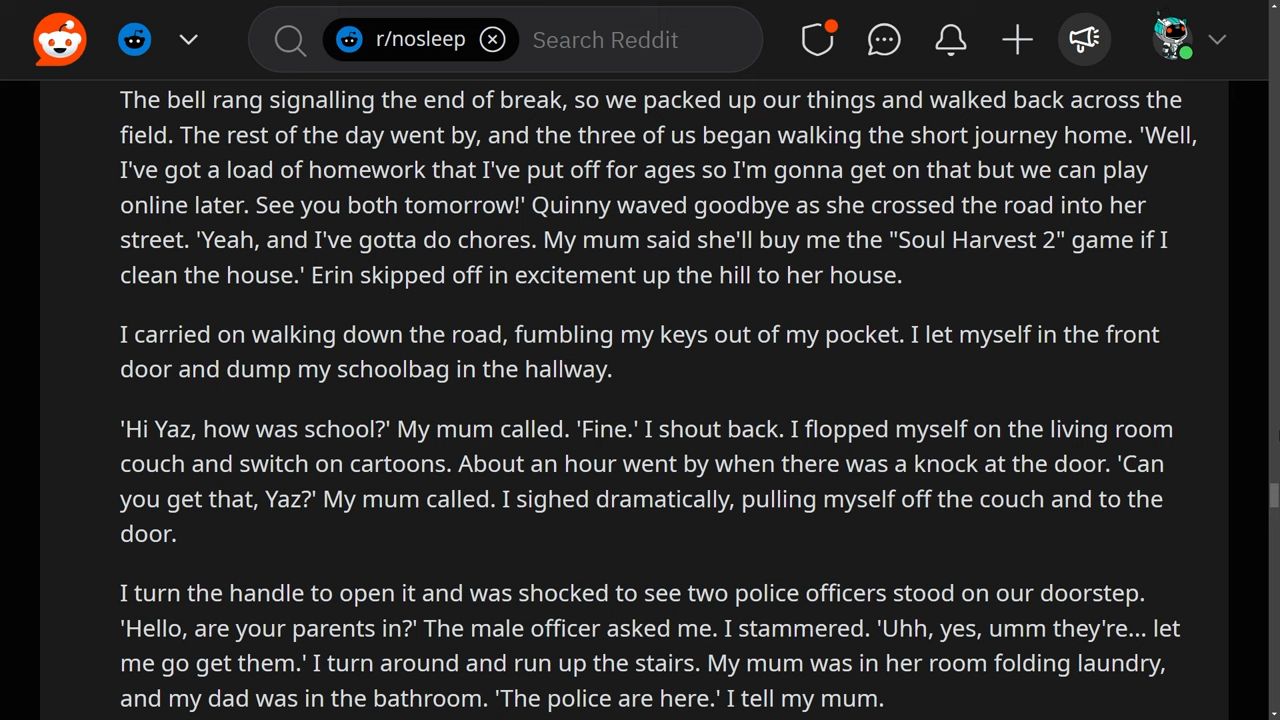 r/nosleep
Search Reddit
The bell rang signalling the end of break, so we packed up our things and walked back across the
field. The rest of the day went by, and the three of us began walking the short journey home. 'Well,
I've got a load of homework that I've put off for ages so I'm gonna get on that but we can play
online later. See you both tomorrow!' Quinny waved goodbye as she crossed the road into her
street. 'Yeah, and I've gotta do chores. My mum said she'll buy me the "Soul Harvest 2" game if I
clean the house.' Erin skipped off in excitement up the hill to her house.
I carried on walking down the road, fumbling my keys out of my pocket. I let myself in the front
door and dump my schoolbag in the hallway.
'Hi Yaz, how was school?' My mum called. 'Fine.' I shout back. I flopped myself on the living room
couch and switch on cartoons. About an hour went by when there was a knock at the door. 'Can
you get that, Yaz?' My mum called. I sighed dramatically, pulling myself off the couch and to the
door.
I turn the handle to open it and was shocked to see two police officers stood on our doorstep.
'Hello, are your parents in?' The male officer asked me. I stammered. 'Uhh, yes, umm they're... let
me go get them.' I turn around and run up the stairs. My mum was in her room folding laundry,
and my dad was in the bathroom. 'The police are here.' I tell my mum.